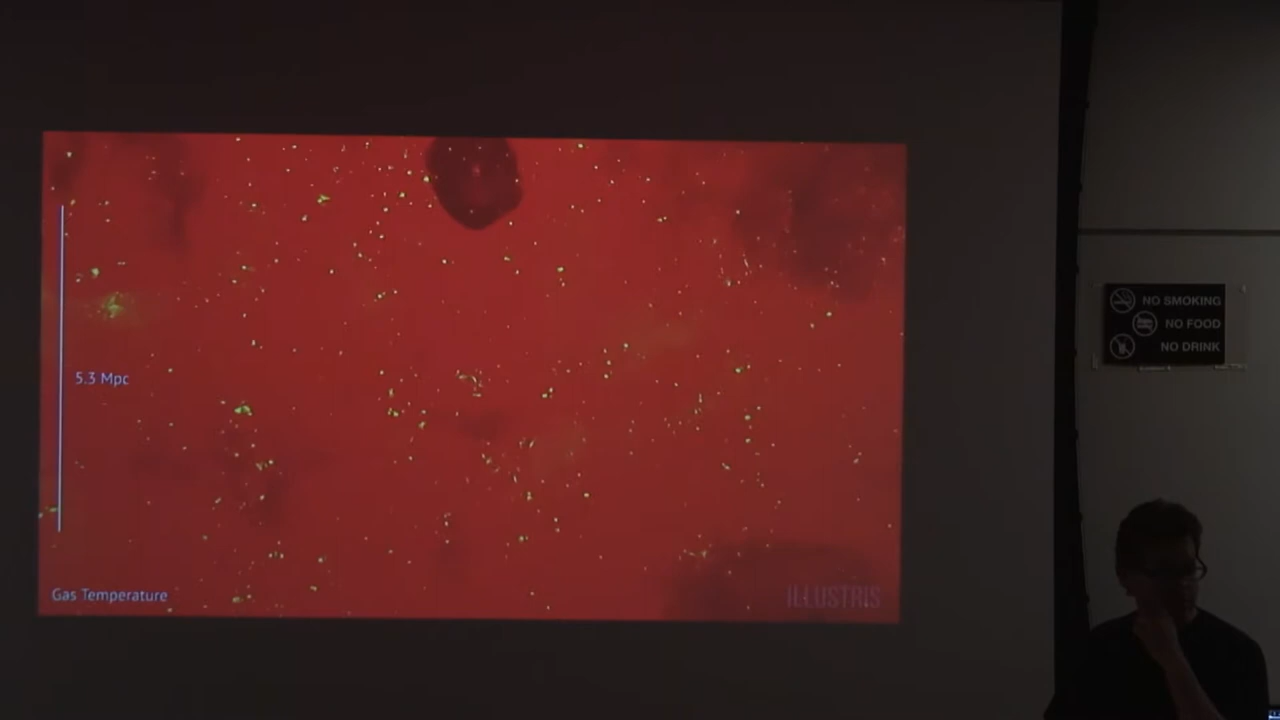 5.3 Mpc
Gas Temperature
ILLUSTRIS
NO SMOKING
NO FOOD
NO DRINK